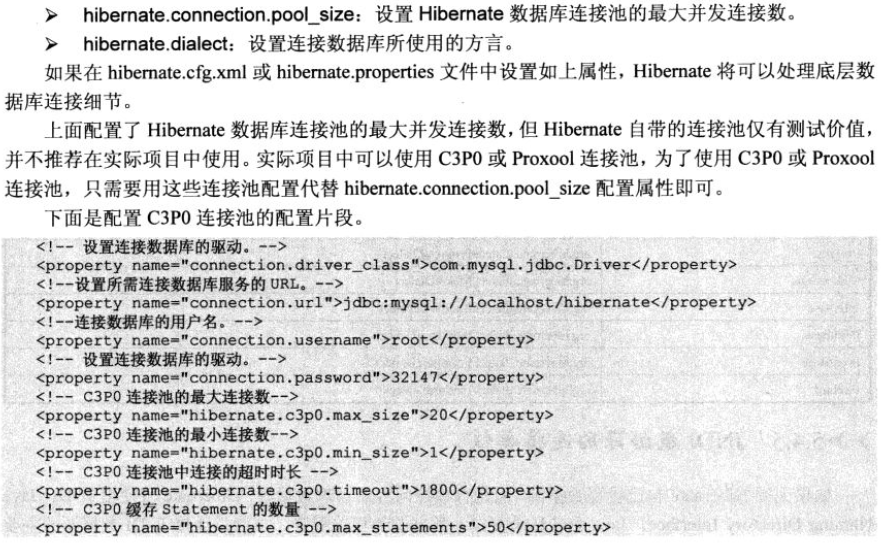 ➢ hibernate.connection.pool_size：设置 Hibernate 数据库连接池的最大并发连接数。
➢ hibernate.dialect：设置连接数据库所使用的方言。
如果在 hibernate.cfg.xml 或 hibernate.properties 文件中设置如上属性，Hibernate 将可以处理底层数
据库连接细节。
上面配置了 Hibernate 数据库连接池的最大并发连接数，但 Hibernate 自带的连接池仅有测试价值，
并不推荐在实际项目中使用。实际项目中可以使用 C3P0 或 Proxool 连接池，为了使用 C3P0 或 Proxool
连接池，只需要用这些连接池配置代替 hibernate.connection.pool_size 配置属性即可。
下面是配置 C3P0 连接池的配置片段。
<!-- 设置连接数据库的驱动。-->
<property name="connection.driver_class">com.mysql.jdbc.Driver</property>
<!--设置所需连接数据库服务的 URL。-->
<property name="connection.url">jdbc:mysql://localhost/hibernate</property>
<!--连接数据库的用户名。-->
<property name="connection.username">root</property>
<!-- 设置连接数据库的驱动。-->
<property name="connection.password">32147</property>
<!-- C3P0 连接池的最大连接数-->
<property name="hibernate.c3p0.max_size">20</property>
<!-- C3P0 连接池的最小连接数-->
<property name="hibernate.c3p0.min_size">1</property>
<!-- C3P0 连接池中连接的超时时长 -->
<property name="hibernate.c3p0.timeout">1800</property>
<!-- C3P0 缓存 Statement 的数量 -->
<property name="hibernate.c3p0.max_statements">50</property>